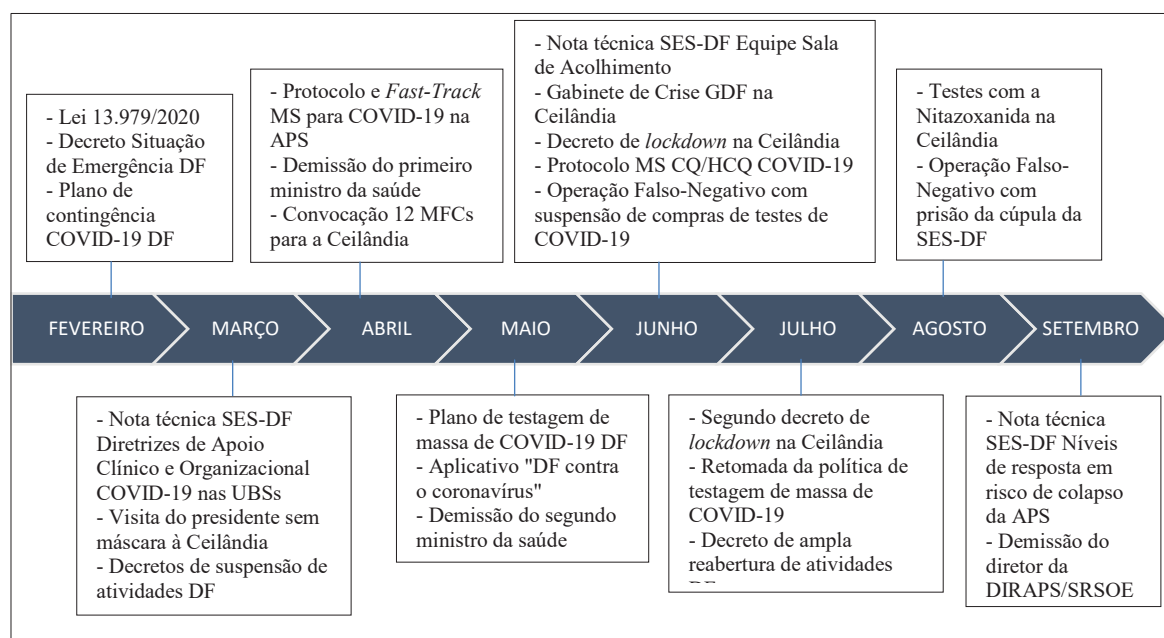 - Lei 13.979/2020
- Decreto Situação
de Emergência DF
- Plano de
contingência
COVID-19 DF
- Protocolo e Fast-Track
MS para COVID-19 na
APS
- Demissão do primeiro
ministro da saúde
- Convocação 12 MFCs
para a Ceilândia
- Nota técnica SES-DF Equipe Sala
de Acolhimento
- Gabinete de Crise GDF na
Ceilândia
- Decreto de lockdown na Ceilândia
- Protocolo MS CQ/HCQ COVID-19
- Operação Falso-Negativo com
suspensão de compras de testes de
COVID-19
- Testes com a
Nitazoxanida na
Ceilândia
- Operação Falso-
Negativo com
prisão da cúpula da
SES-DF
FEVEREIRO
MARÇO
ABRIL
MAIO
JUNHO
JULHO
AGOSTO
SETEMBRO
- Nota técnica SES-DF
Diretrizes de Apoio
Clínico e Organizacional
COVID-19 nas UBSs
- Visita do presidente sem
máscara à Ceilândia
- Decretos de suspensão de
atividades DF
- Plano de testagem de
massa de COVID-19 DF
- Aplicativo "DF contra
o coronavírus"
- Demissão do segundo
ministro da saúde
- Segundo decreto de
lockdown na Ceilândia
- Retomada da política de
testagem de massa de
COVID-19
- Decreto de ampla
reabertura de atividades
- Nota técnica
SES-DF Níveis
de resposta em
risco de colapso
da APS
- Demissão do
diretor da
DIRAPS/SRSOE